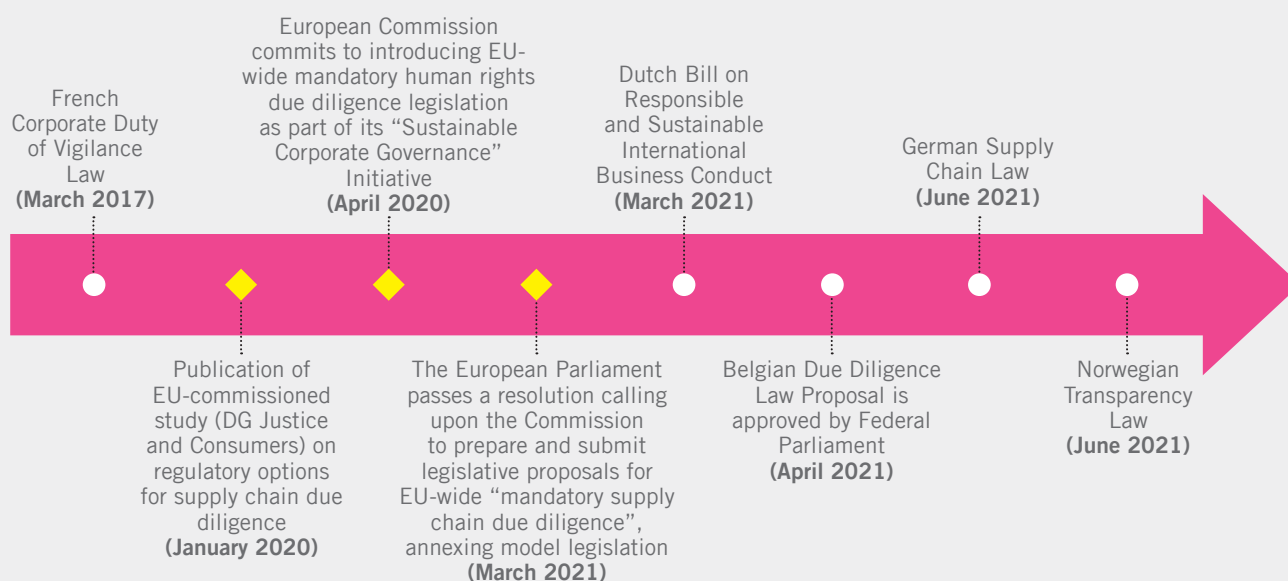 French
Corporate Duty
of Vigilance
Law
(March 2017)
European Commission
commits to introducing EU-
wide mandatory human rights
due diligence legislation
as part of its “Sustainable
Corporate Governance”
Initiative
(April 2020)
Dutch Bill on
Responsible
and Sustainable
International
Business Conduct
(March 2021)
German Supply
Chain Law
(June 2021)
Publication of
EU-commissioned
study (DG Justice
and Consumers) on
regulatory options
for supply chain due
diligence
(January 2020)
The European Parliament
passes a resolution calling
upon the Commission
to prepare and submit
legislative proposals for
EU-wide “mandatory supply
chain due diligence”,
annexing model legislation
(March 2021)
Belgian Due Diligence
Law Proposal is
approved by Federal
Parliament
(April 2021)
Norwegian
Transparency
Law
(June 2021)